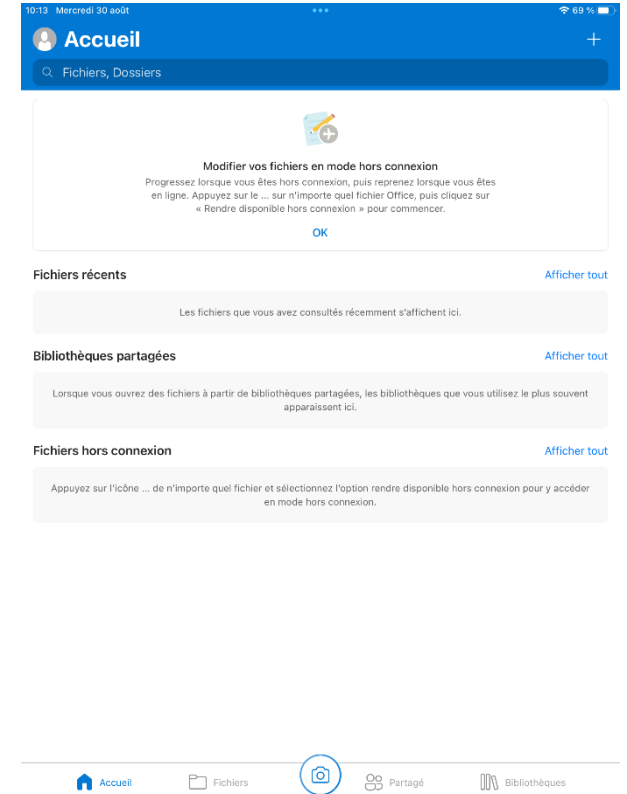 10:13 Mercredi 30 août
69 %
Accueil
Fichiers, Dossiers
Modifier vos fichiers en mode hors connexion
Progressez lorsque vous êtes hors connexion, puis reprenez lorsque vous êtes
en ligne. Appuyez sur le ... sur n'importe quel fichier Office, puis cliquez sur
« Rendre disponible hors connexion » pour commencer.
OK
Fichiers récents
Afficher tout
Les fichiers que vous avez consultés récemment s'affichent ici.
Bibliothèques partagées
Afficher tout
Lorsque vous ouvrez des fichiers à partir de bibliothèques partagées, les bibliothèques que vous utilisez le plus souvent
apparaissent ici.
Fichiers hors connexion
Afficher tout
Appuyez sur l'icône ... de n'importe quel fichier et sélectionnez l'option rendre disponible hors connexion pour y accéder
en mode hors connexion.
Accueil
Fichiers
Partagé
Bibliothèques